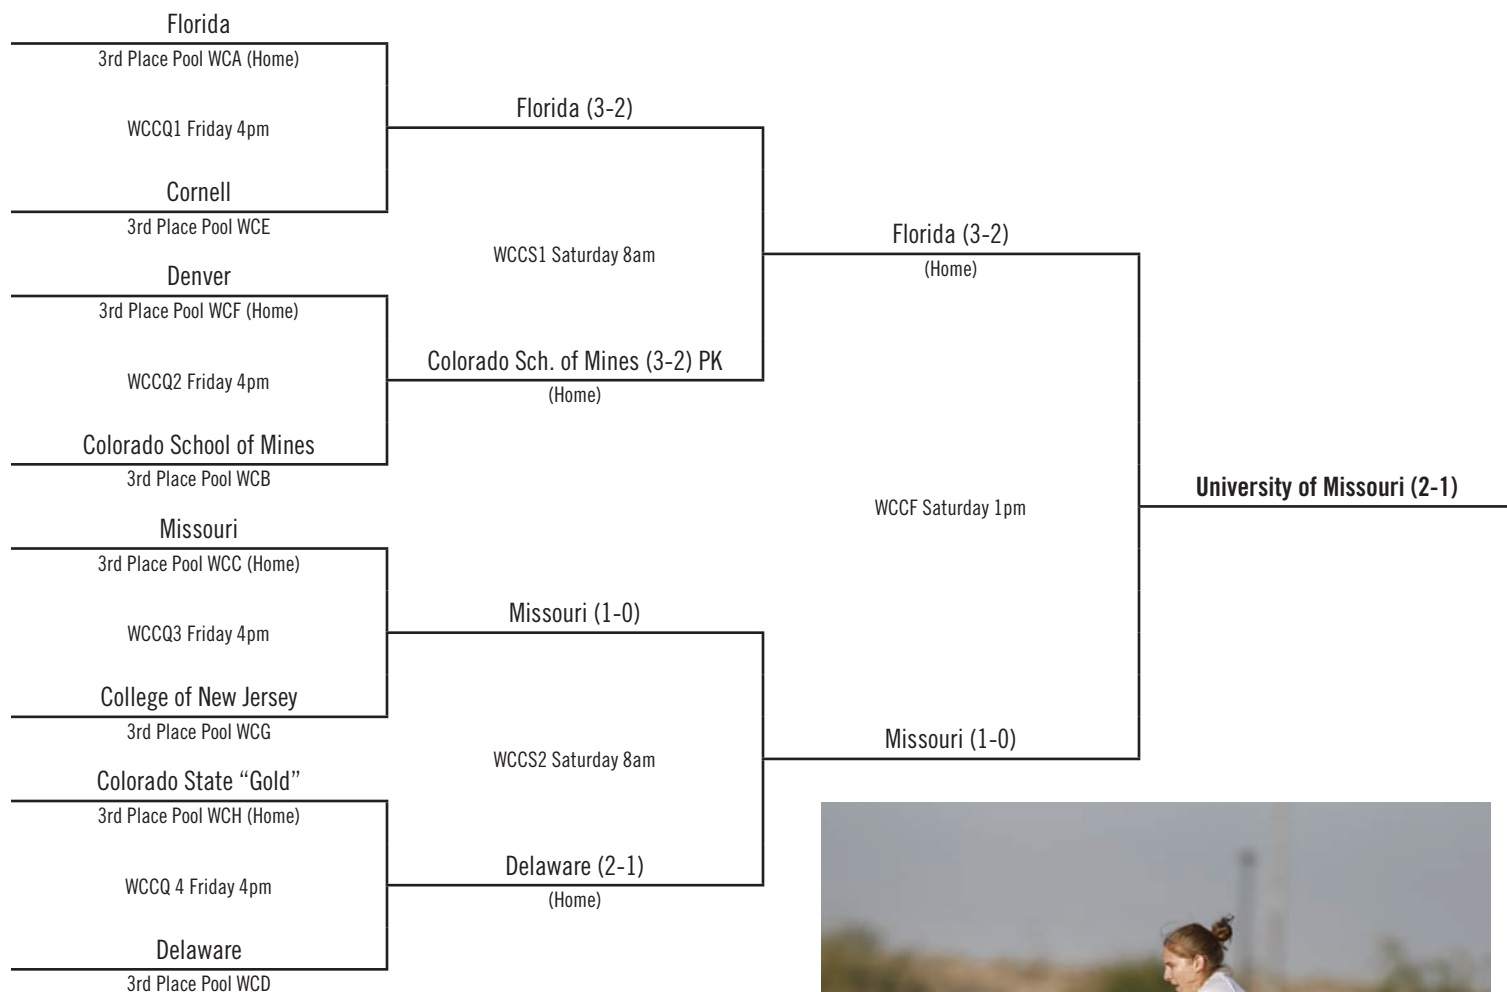 Florida
3rd Place Pool WCA (Home)
WCCQ1 Friday 4pm
Cornell
3rd Place Pool WCE
Denver
3rd Place Pool WCF (Home)
WCCQ2 Friday 4pm
Colorado School of Mines
3rd Place Pool WCB
Missouri
3rd Place Pool WCC (Home)
WCCQ3 Friday 4pm
College of New Jersey
3rd Place Pool WCG
Colorado State “Gold”
3rd Place Pool WCH (Home)
WCCQ 4 Friday 4pm
Delaware
3rd Place Pool WCD
Florida (3-2)
WCCS1 Saturday 8am
Colorado Sch. of Mines (3-2) PK
(Home)
Missouri (1-0)
WCCS2 Saturday 8am
Delaware (2-1)
(Home)
Florida (3-2)
(Home)
WCCF Saturday 1pm
Missouri (1-0)
University of Missouri (2-1)